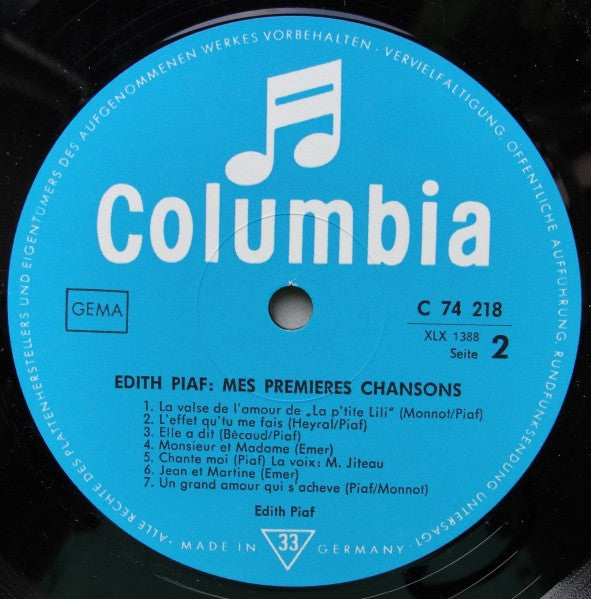 Columbia
GEMA
C 74 218
XLX 1388
Seite 2
EDITH PIAF: MES PREMIERES CHANSONS
1. La valse de l'amour de „La p'tite Lili“ (Monnot/Piaf)
2. L'effet qu'tu me fais (Heyral/Piaf)
3. Elle a dit (Bécaud/Piaf)
4. Monsieur et Madame (Emer)
5. Chante moi (Piaf) La voix: M. Jiteau
6. Jean et Martine (Emer)
7. Un grand amour qui s'acheve (Piaf/Monnot)
Edith Piaf
33
MADE IN GERMANY · ALLE RECHTE DES PLATTENHERSTELLERS UND EIGENTÜMERS DES AUFGENOMMENEN WERKES VORBEHALTEN · VERVIELFÄLTIGUNG, ÖFFENTLICHE AUFFÜHRUNG, RUNDFUNKSENDUNG UNTERSAGT ·